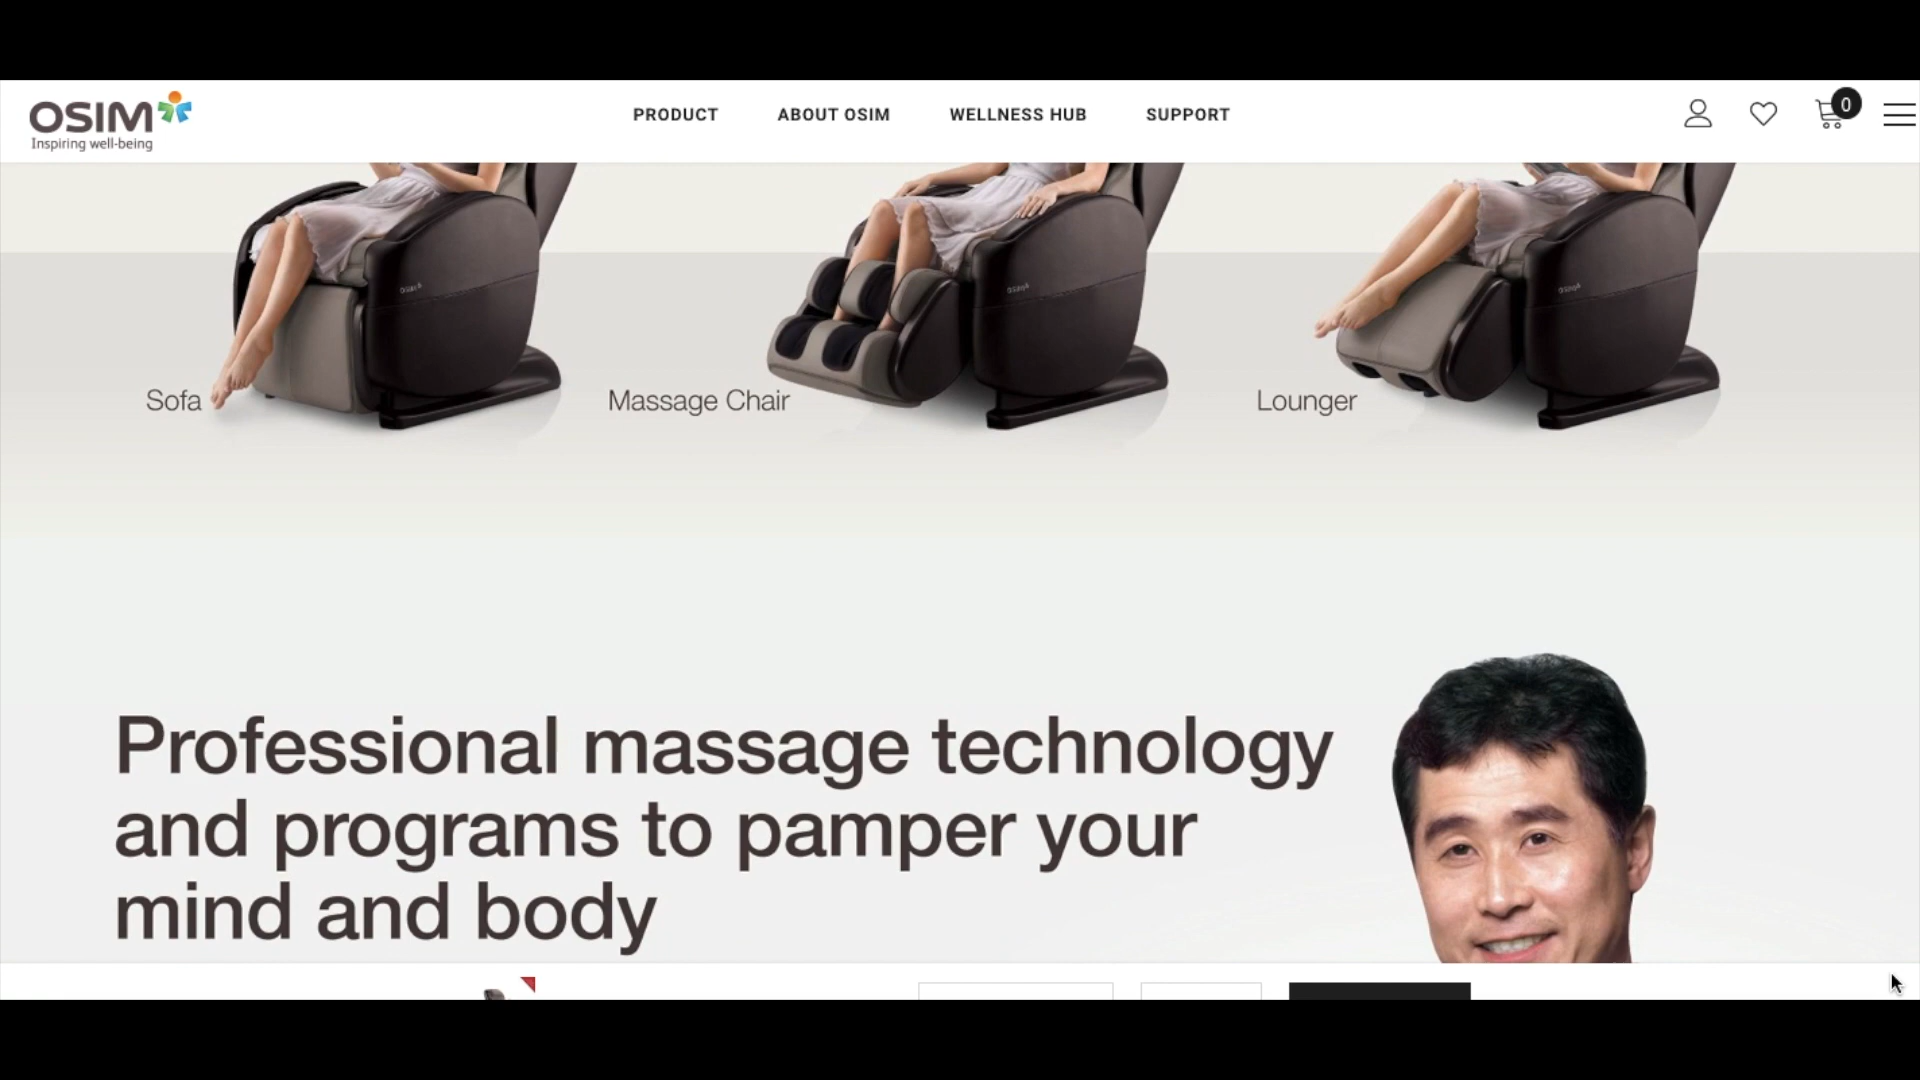 OSIM
Inspiring well-being
PRODUCT
ABOUT OSIM
WELLNESS HUB
SUPPORT
0
Sofa
Massage Chair
Lounger
Professional massage technology
and programs to pamper your
mind and body